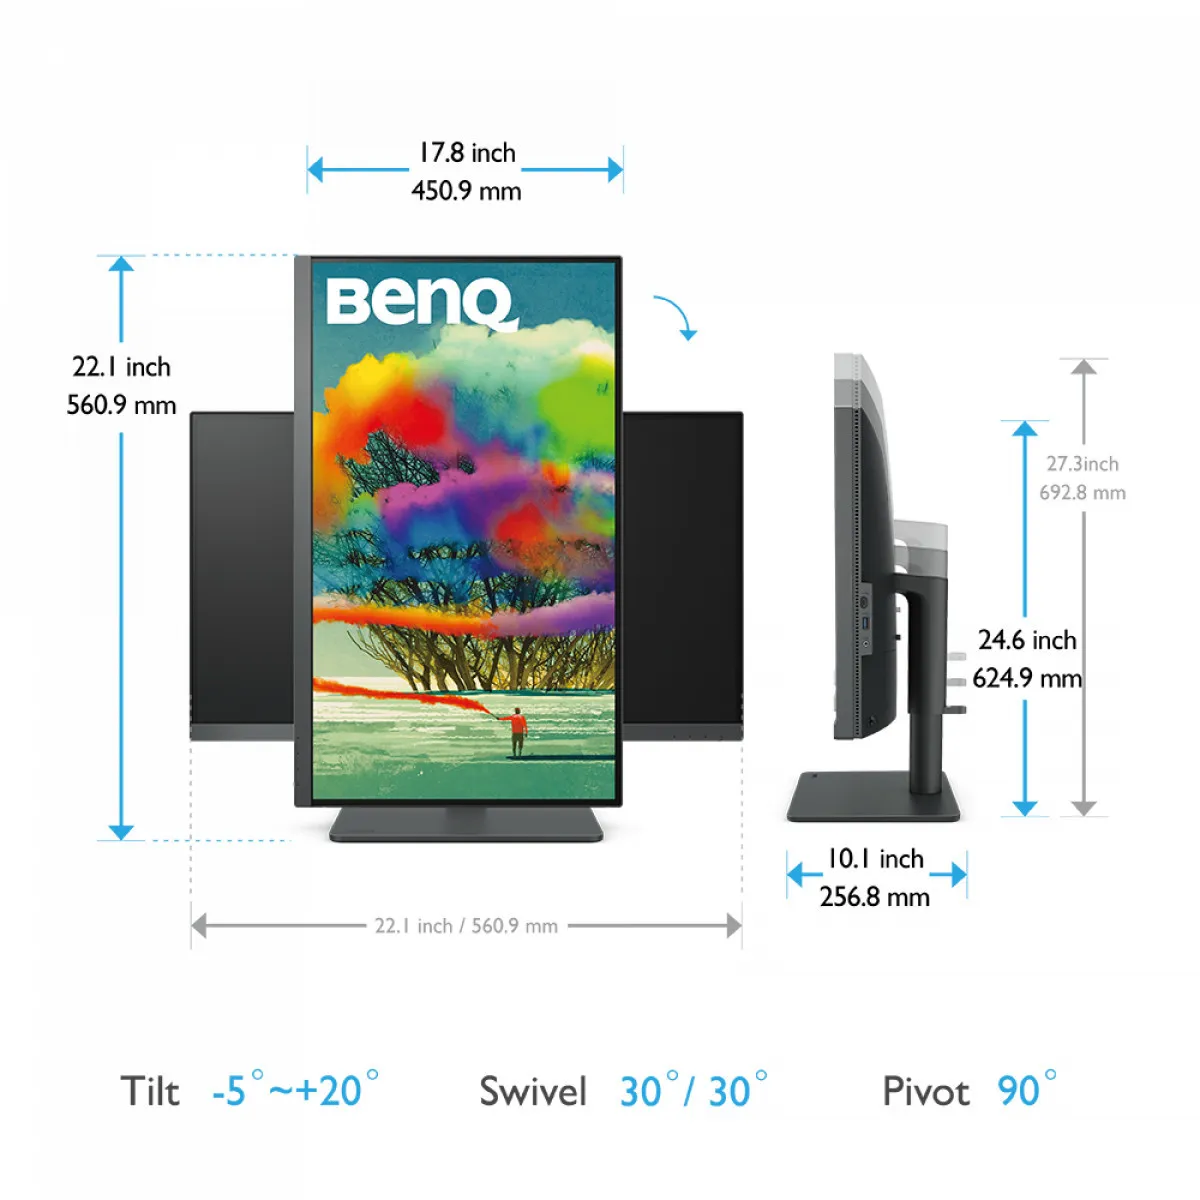 17.8 inch
450.9 mm
BenQ
22.1 inch
560.9 mm
27.3inch
692.8 mm
24.6 inch
624.9 mm
10.1 inch
256.8 mm
22.1 inch / 560.9 mm
Tilt -5°~+20°
Swivel 30°/ 30°
Pivot 90°